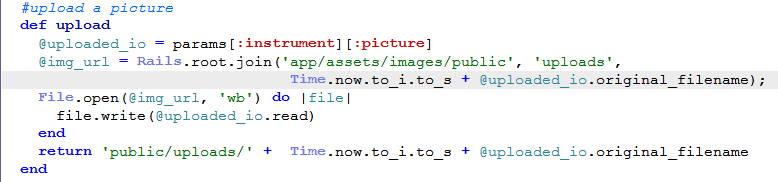 #upload a picture
def upload
  @uploaded_io = params[:instrument][:picture]
  @img_url = Rails.root.join('app/assets/images/public', 'uploads',
                              Time.now.to_i.to_s + @uploaded_io.original_filename);
  File.open(@img_url, 'wb') do |file|
    file.write(@uploaded_io.read)
  end
  return 'public/uploads/' +  Time.now.to_i.to_s + @uploaded_io.original_filename
end